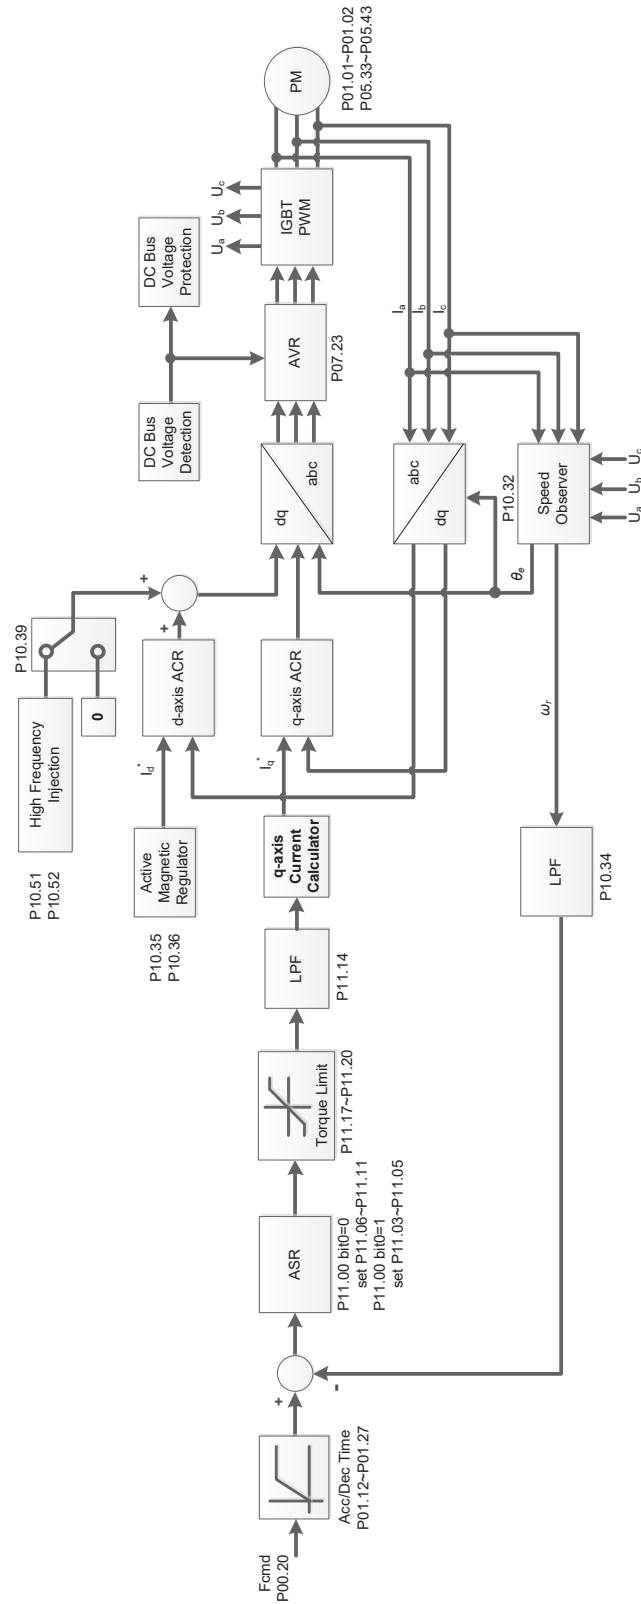 Fcmd
P00.20
Acc/Dec Time
P01.12~P01.27
+
-
ASR
P11.00 bit0=0
set P11.06~P11.11
P11.00 bit0=1
set P11.03~P11.05
Torque Limit
P11.17~P11.20
LPF
P11.14
q-axis
Current
Calculator
Iq*
P10.51
P10.52
High Frequency
Injection
0
P10.39
P10.35
P10.36
Active
Magnetic
Regulator
Id*
d-axis ACR
+
+
q-axis ACR
dq
abc
DC Bus
Voltage
Detection
DC Bus
Voltage
Protection
AVR
P07.23
IGBT
PWM
Ua
Ub
Uc
PM
P01.01~P01.02
P05.33~P05.43
Ia
Ib
Ic
abc
dq
P10.32
Speed
Observer
Ua
Ub
Uc
θe
ωr
LPF
P10.34